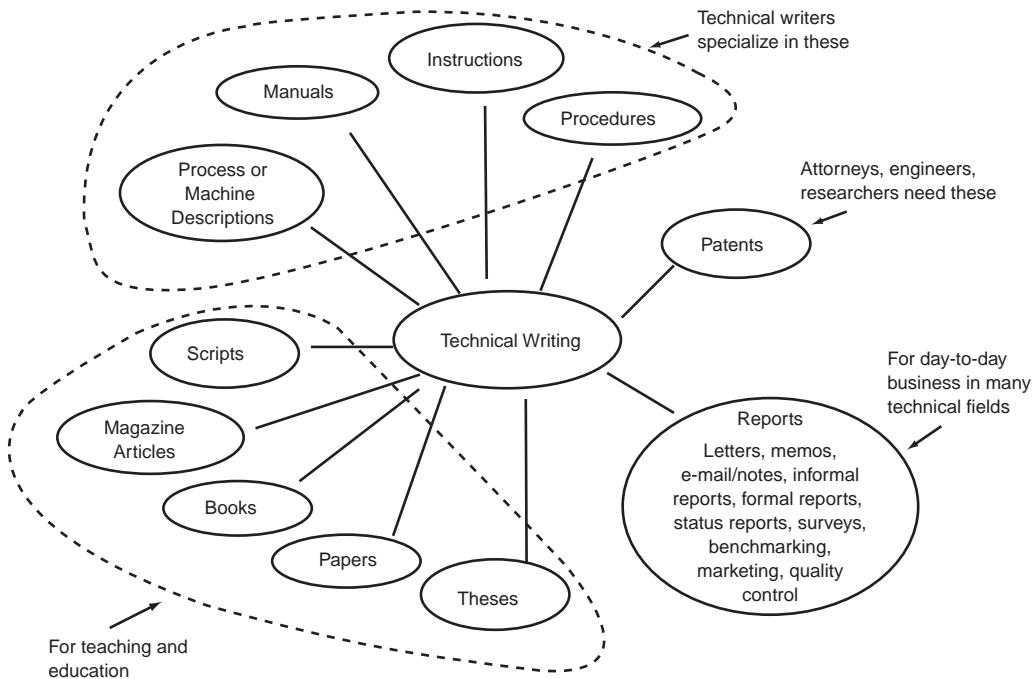 Technical writers
specialize in these
Instructions
Manuals
Procedures
Process or
Machine
Descriptions
Attorneys, engineers,
researchers need these
Patents
Technical Writing
Scripts
For day-to-day
business in many
technical fields
Magazine
Articles
Reports
Letters, memos,
e-mail/notes, informal
reports, formal reports,
status reports, surveys,
benchmarking,
marketing, quality
control
Books
Papers
Theses
For teaching and
education